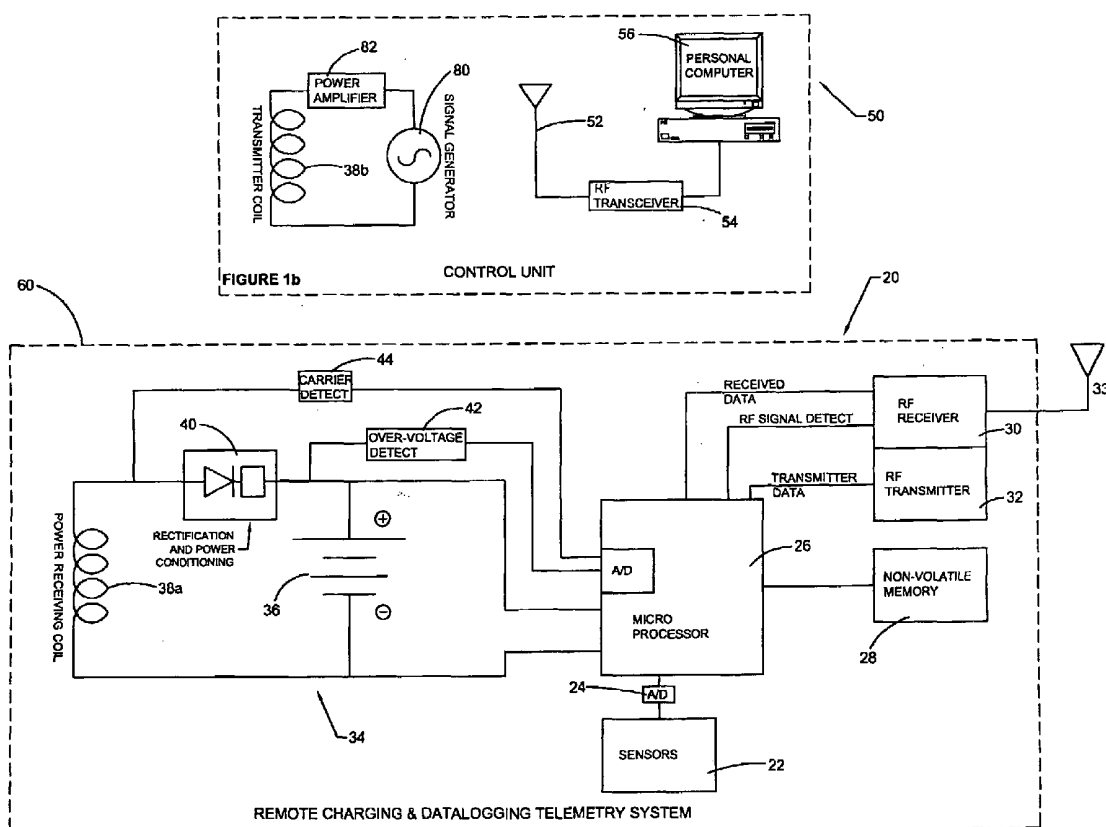 56
PERSONAL
COMPUTER
82
POWER
AMPLIFIER
80
SIGNAL GENERATOR
TRANSMITTER COIL
38b
52
RF
TRANSCEIVER
54
50
FIGURE 1b
CONTROL UNIT
60
20
44
CARRIER
DETECT
42
OVER-VOLTAGE
DETECT
40
RECTIFICATION
AND POWER
CONDITIONING
POWER RECEIVING COIL
38a
36
+
−
34
RECEIVED
DATA
RF SIGNAL DETECT
TRANSMITTER
DATA
RF
RECEIVER
30
33
RF
TRANSMITTER
32
A/D
26
MICRO
PROCESSOR
NON-VOLATILE
MEMORY
28
24
A/D
SENSORS
22
REMOTE CHARGING & DATALOGGING TELEMETRY SYSTEM